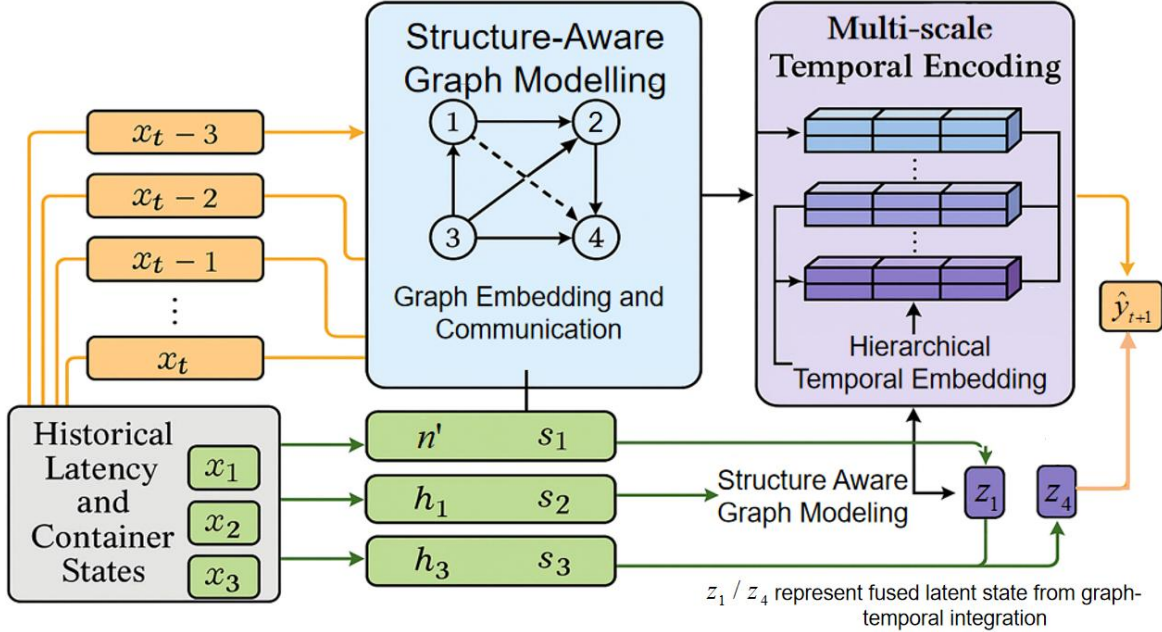 Structure-Aware
Graph Modelling
1
2
3
4
Graph Embedding and
Communication
Multi-scale
Temporal Encoding
Hierarchical
Temporal Embedding
x_t − 3
x_t − 2
x_t − 1
⋮
x_t
Historical
Latency
and
Container
States
x_1
x_2
x_3
n' s_1
h_1 s_2
h_3 s_3
Structure Aware
Graph Modeling
z_1
z_4
ŷ_{t+1}
z_1 / z_4 represent fused latent state from graph-
temporal integration